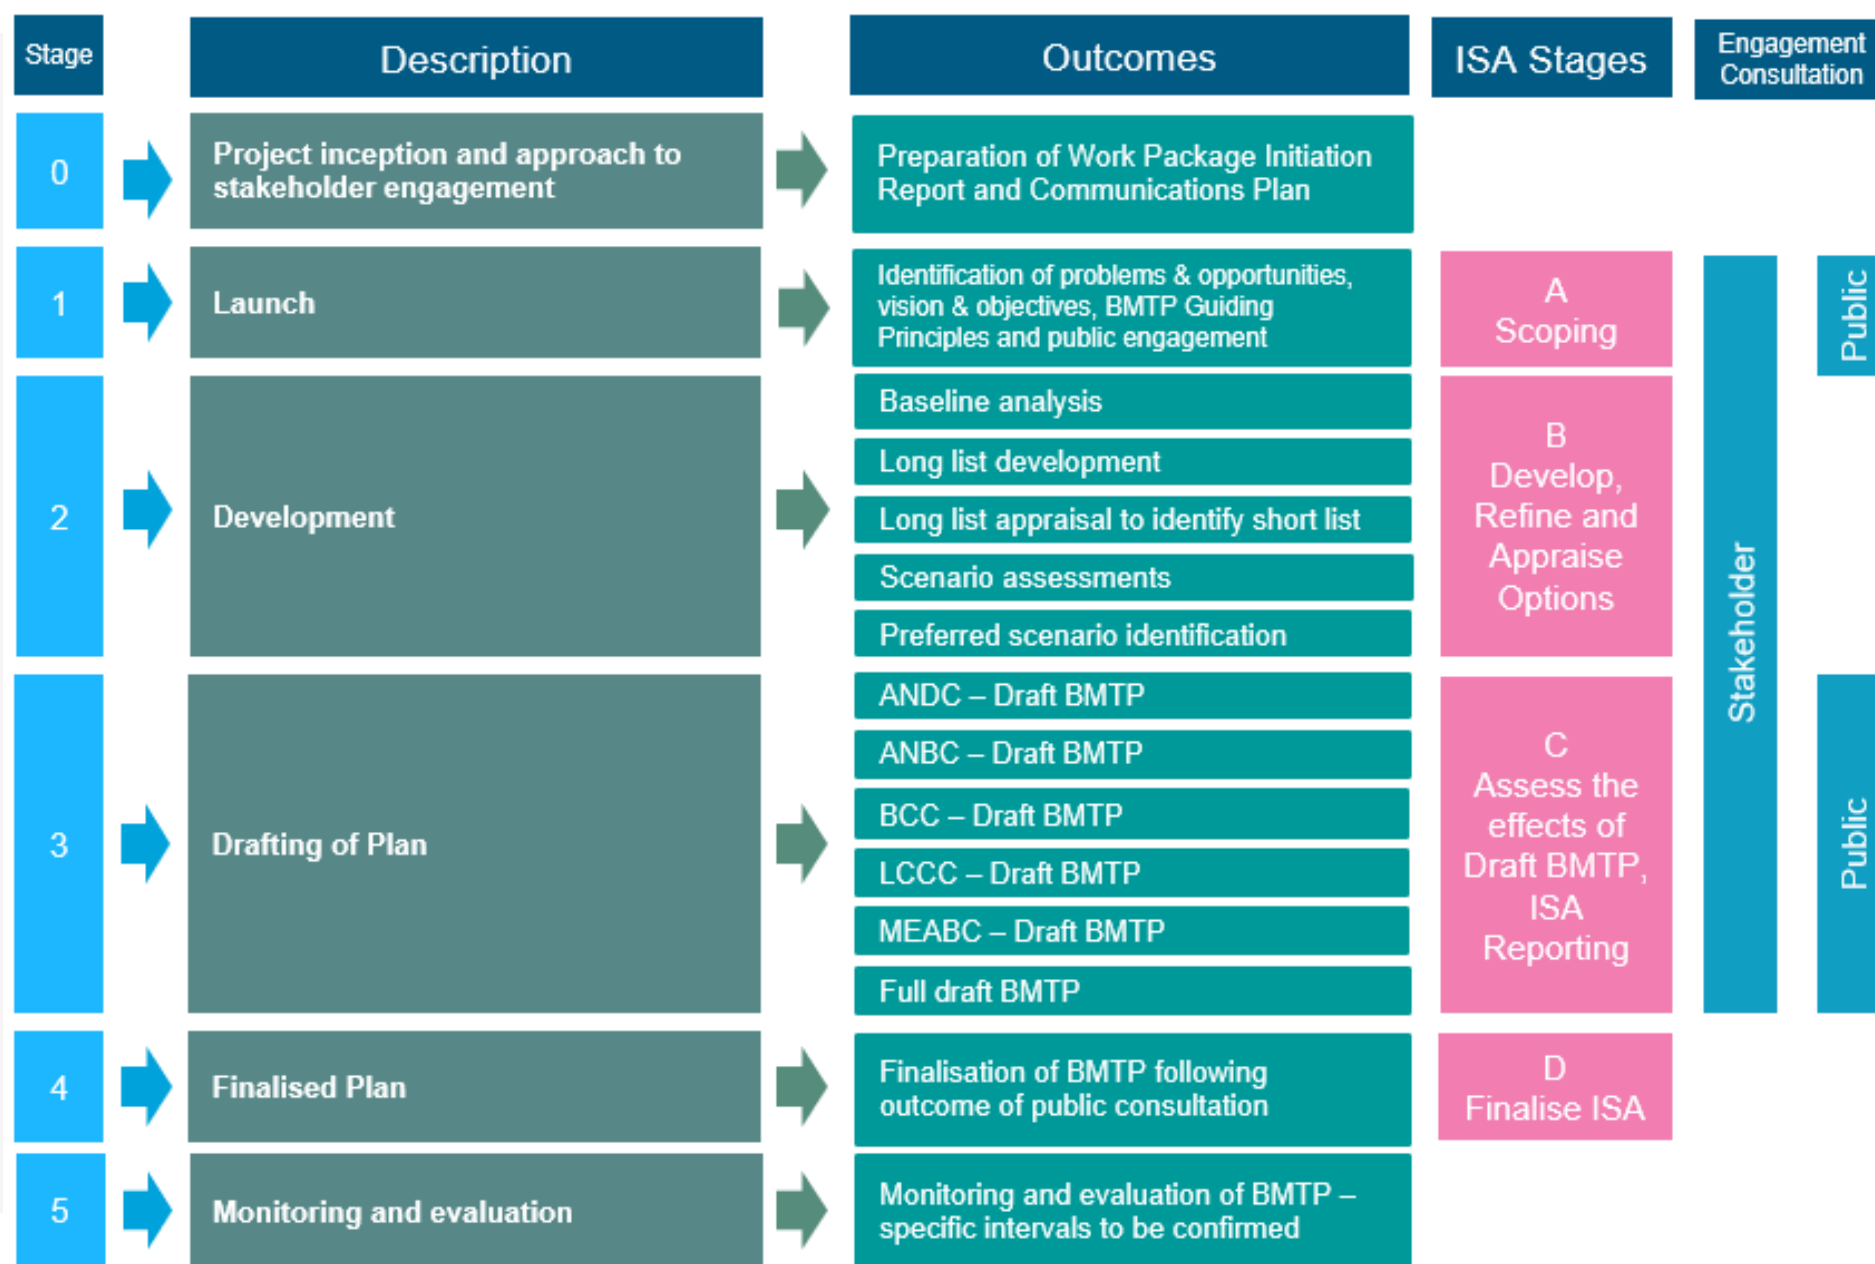 Stage
Description
Outcomes
ISA Stages
Engagement
Consultation
0
Project inception and approach to
stakeholder engagement
Preparation of Work Package Initiation
Report and Communications Plan
1
Launch
Identification of problems & opportunities,
vision & objectives, BMTP Guiding
Principles and public engagement
A
Scoping
Public
2
Development
Baseline analysis
Long list development
Long list appraisal to identify short list
Scenario assessments
Preferred scenario identification
B
Develop,
Refine and
Appraise
Options
Stakeholder
3
Drafting of Plan
ANDC – Draft BMTP
ANBC – Draft BMTP
BCC – Draft BMTP
LCCC – Draft BMTP
MEABC – Draft BMTP
Full draft BMTP
C
Assess the
effects of
Draft BMTP,
ISA
Reporting
Public
4
Finalised Plan
Finalisation of BMTP following
outcome of public consultation
D
Finalise ISA
5
Monitoring and evaluation
Monitoring and evaluation of BMTP –
specific intervals to be confirmed